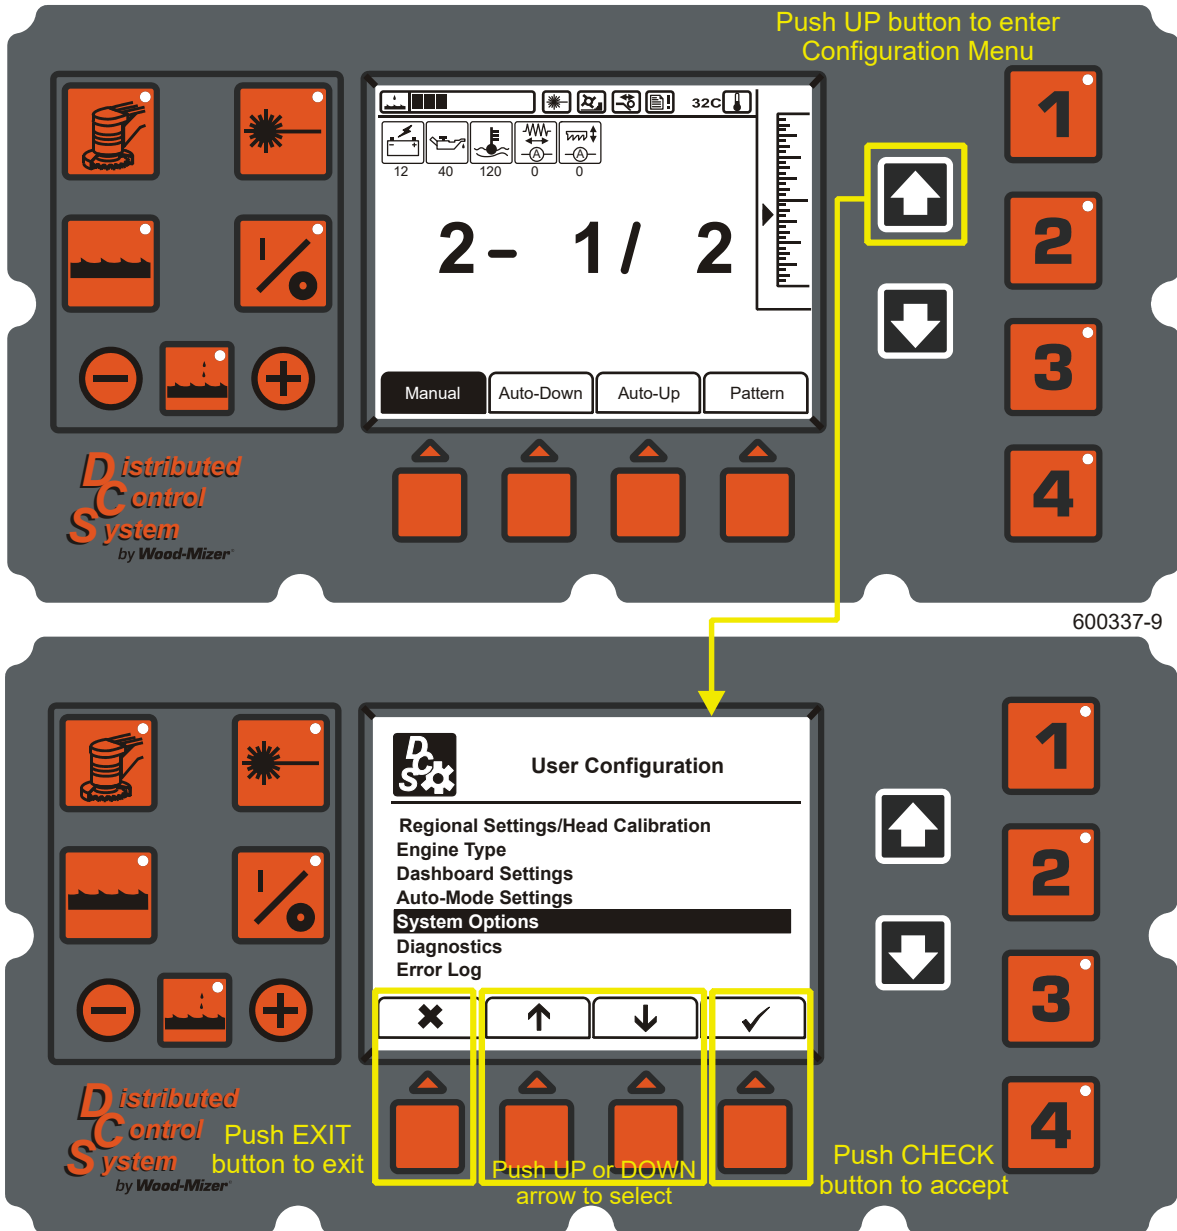 Push UP button to enter
Configuration Menu
32C
12 40 120 0 0
2- 1/ 2
Manual Auto-Down Auto-Up Pattern
1
2
3
4
Distributed
Control
System
by Wood-Mizer
600337-9
User Configuration
DCS
Regional Settings/Head Calibration
Engine Type
Dashboard Settings
Auto-Mode Settings
System Options
Diagnostics
Error Log
1
2
3
4
Distributed
Control
System
by Wood-Mizer
Push EXIT
button to exit
Push UP or DOWN
arrow to select
Push CHECK
button to accept